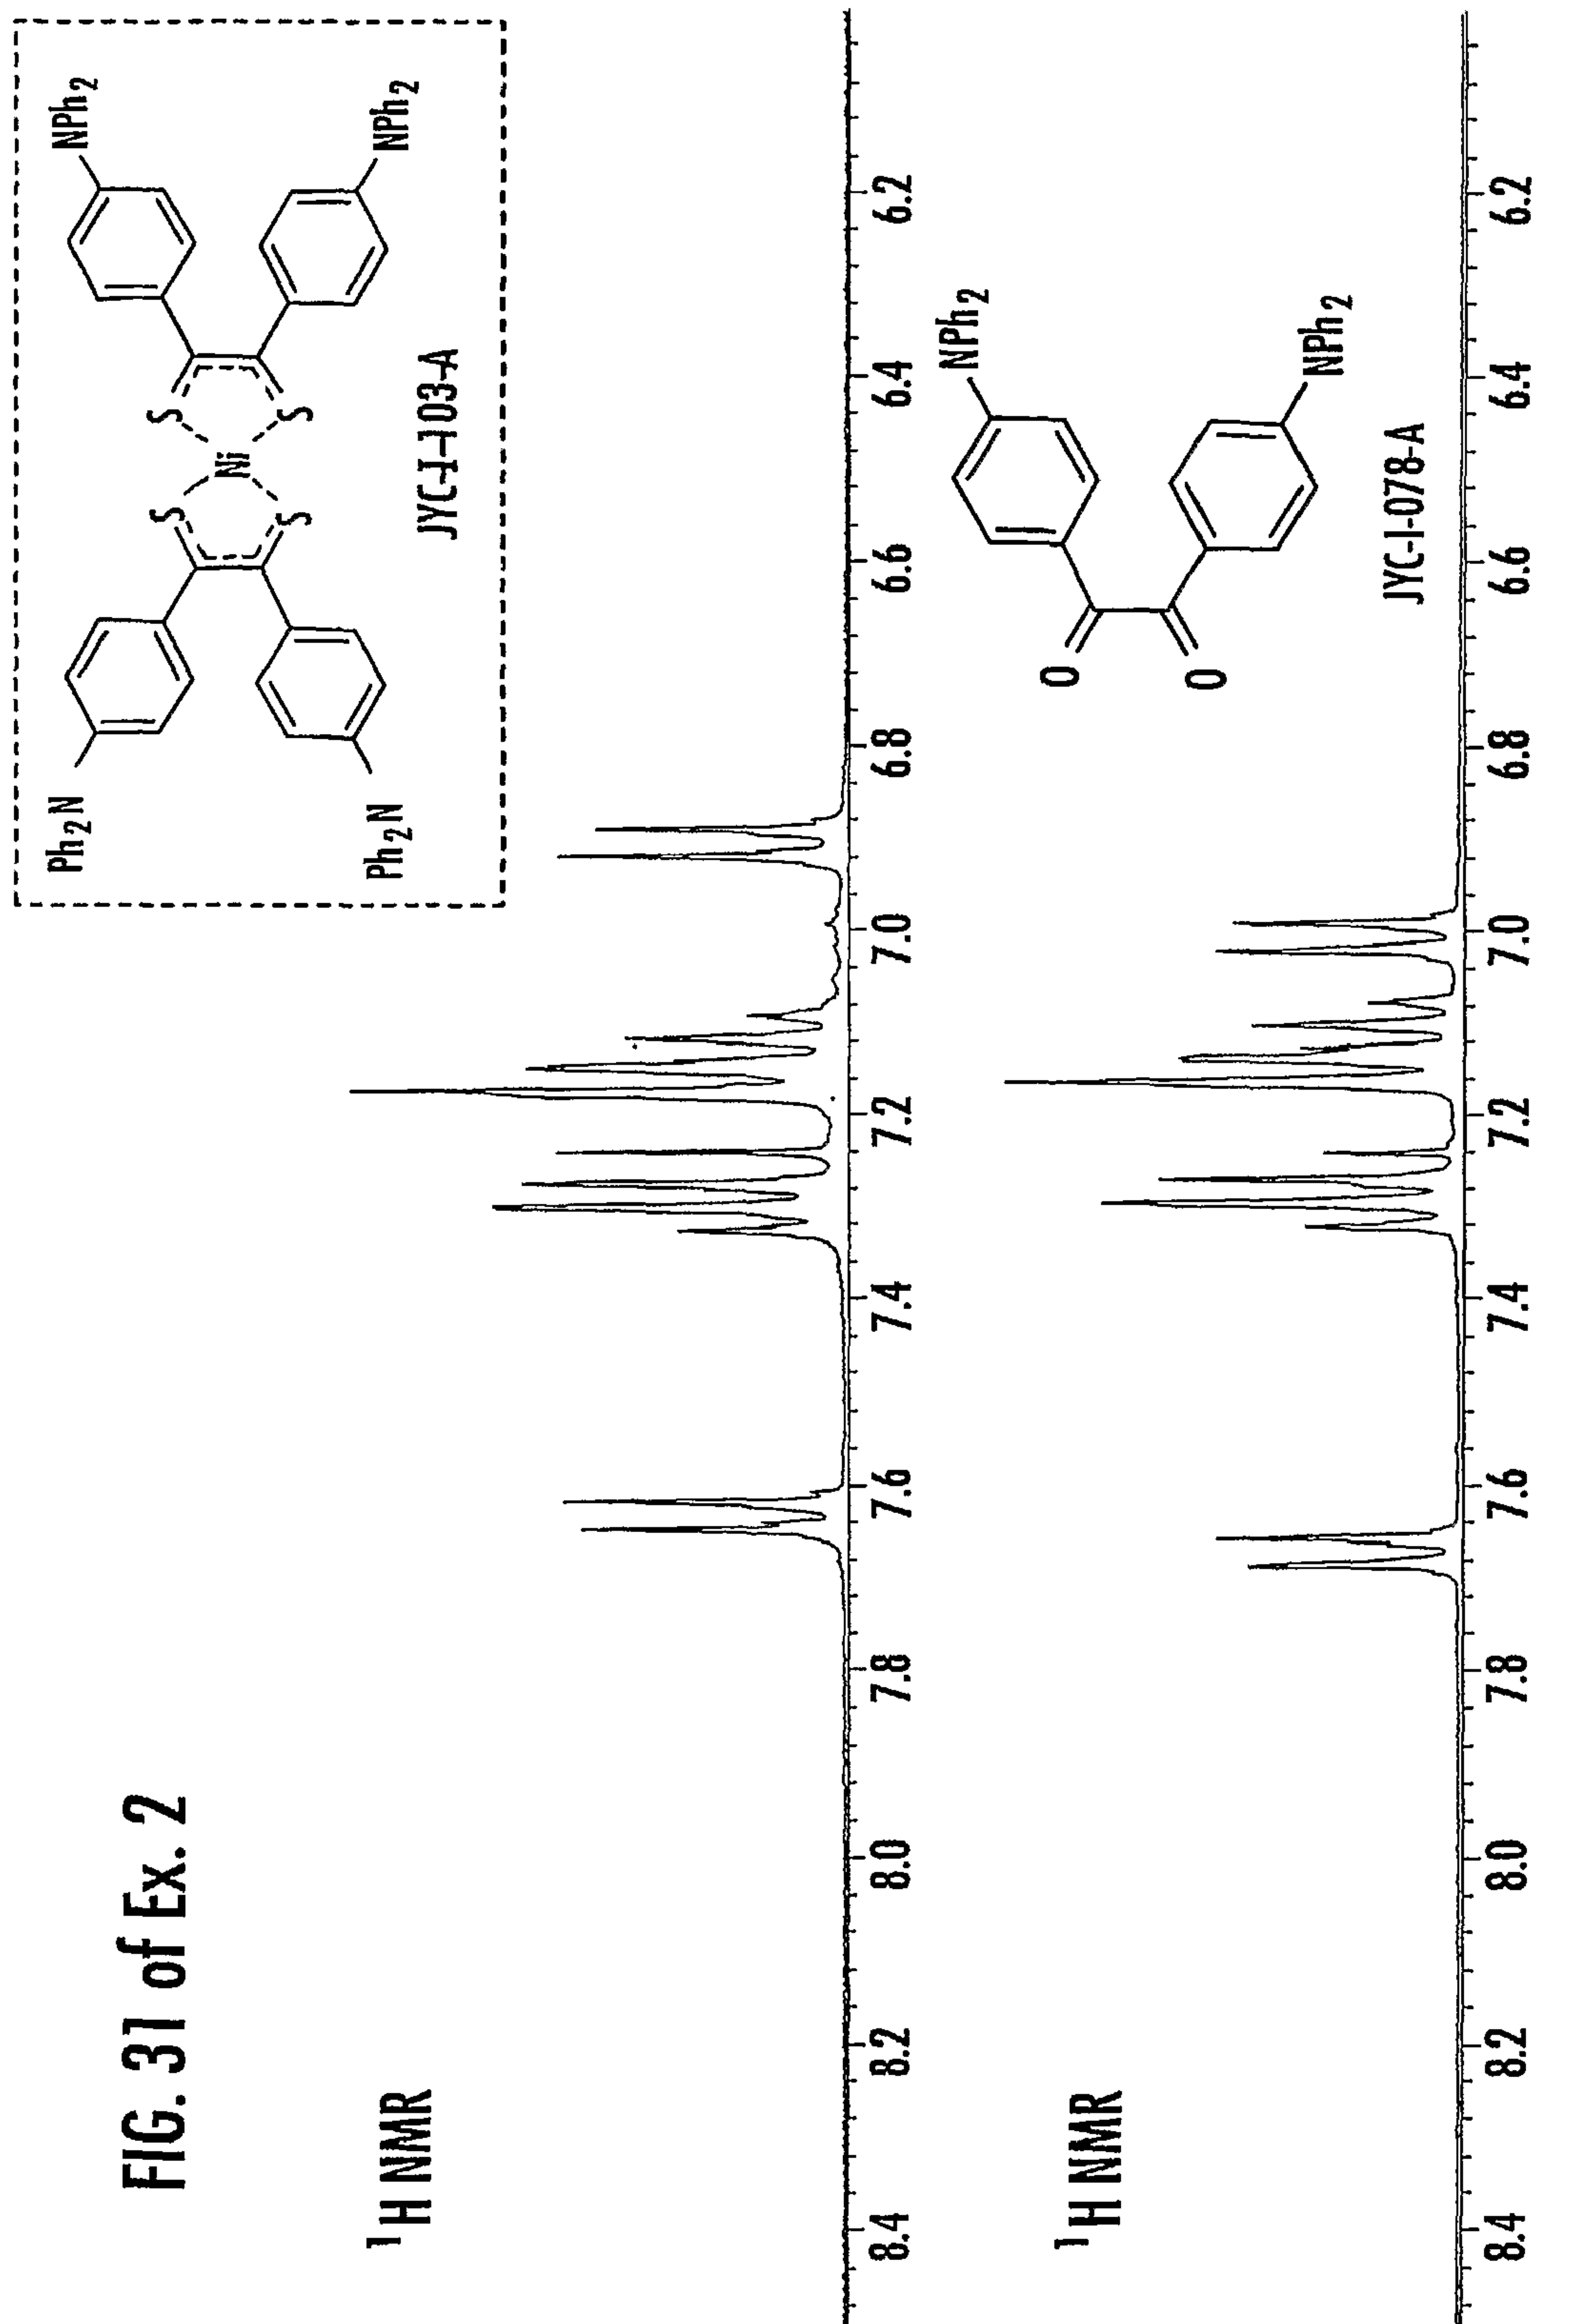 FIG. 31 of Ex. 2
Ph2N
NPh2
S
S
Ni
S
S
Ph2N
NPh2
JYC-I-103-A
1H NMR
8.4 8.2 8.0 7.8 7.6 7.4 7.2 7.0 6.8 6.6 6.4 6.2
NPh2
O
O
NPh2
JYC-I-078-A
1H NMR
8.4 8.2 8.0 7.8 7.6 7.4 7.2 7.0 6.8 6.6 6.4 6.2